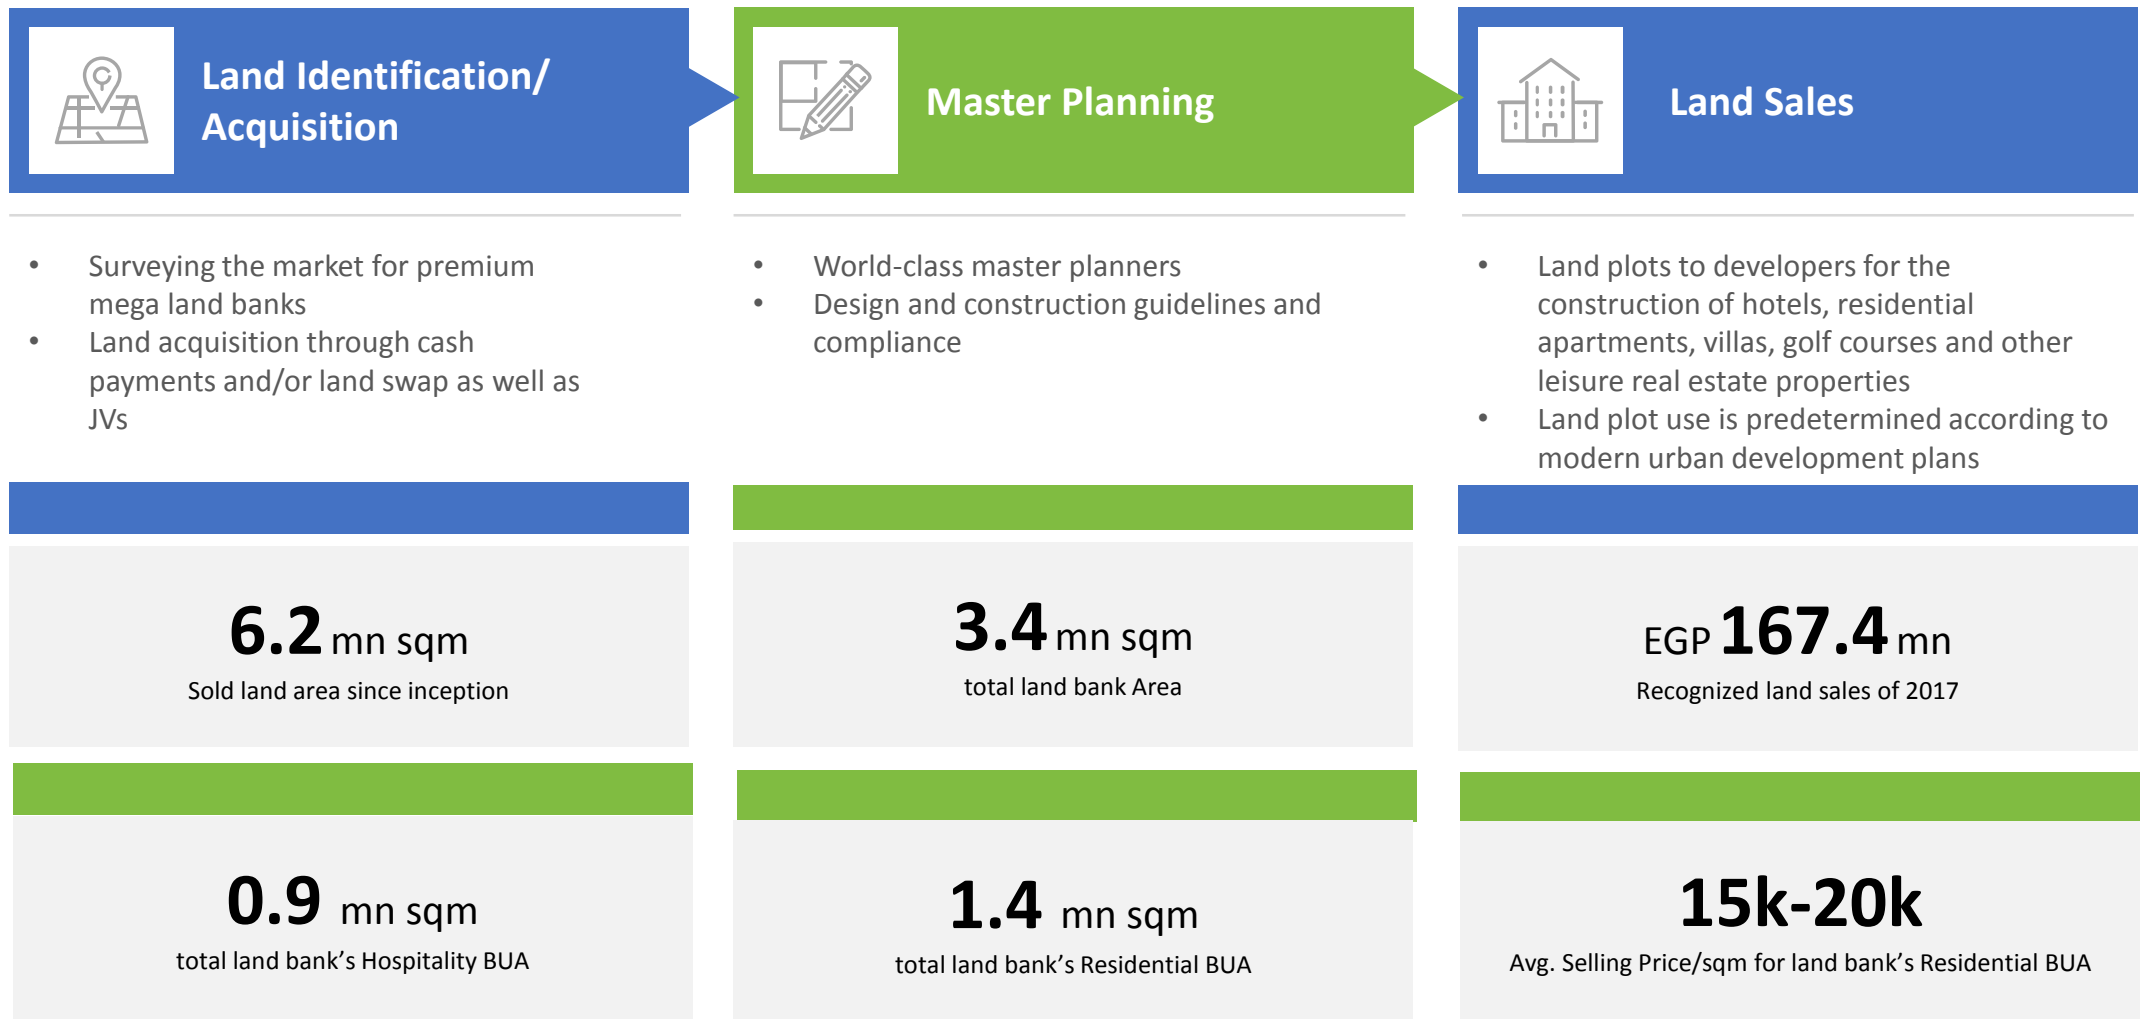 Land Identification/
Acquisition
• Surveying the market for premium
mega land banks
• Land acquisition through cash
payments and/or land swap as well as
JVs
6.2 mn sqm
Sold land area since inception
0.9 mn sqm
total land bank’s Hospitality BUA
Master Planning
• World-class master planners
• Design and construction guidelines and
compliance
3.4 mn sqm
total land bank Area
1.4 mn sqm
total land bank’s Residential BUA
Land Sales
• Land plots to developers for the
construction of hotels, residential
apartments, villas, golf courses and other
leisure real estate properties
• Land plot use is predetermined according to
modern urban development plans
EGP 167.4 mn
Recognized land sales of 2017
15k-20k
Avg. Selling Price/sqm for land bank’s Residential BUA